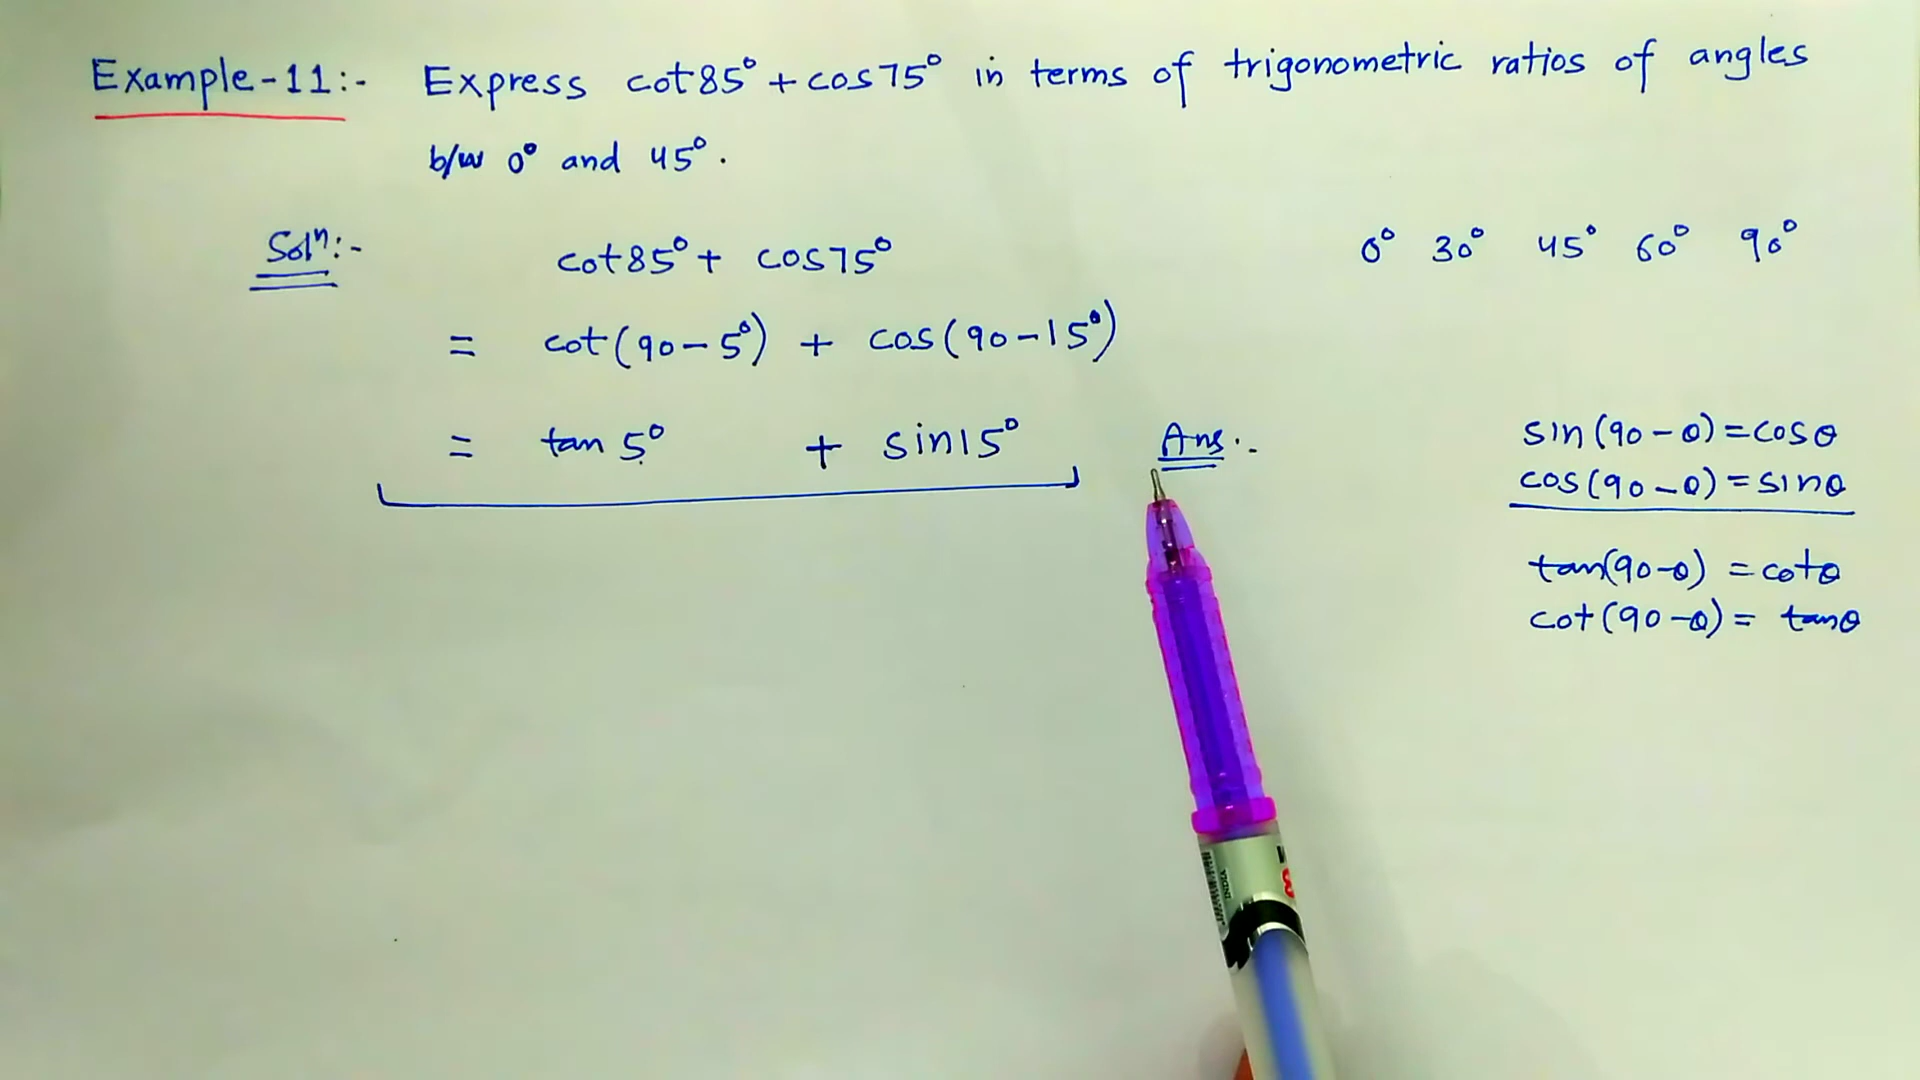 Example-11:- Express cot85° + cos75° in terms of trigonometric ratios of angles
b/w 0° and 45°.
Solⁿ:- cot85° + cos75°
0° 30° 45° 60° 90°
= cot(90-5°) + cos(90-15°)
= tan 5° + sin15° Ans.
sin(90-θ)=cosθ
cos(90-θ)=sinθ
tan(90-θ) =cotθ
cot(90-θ)= tanθ
INDIA